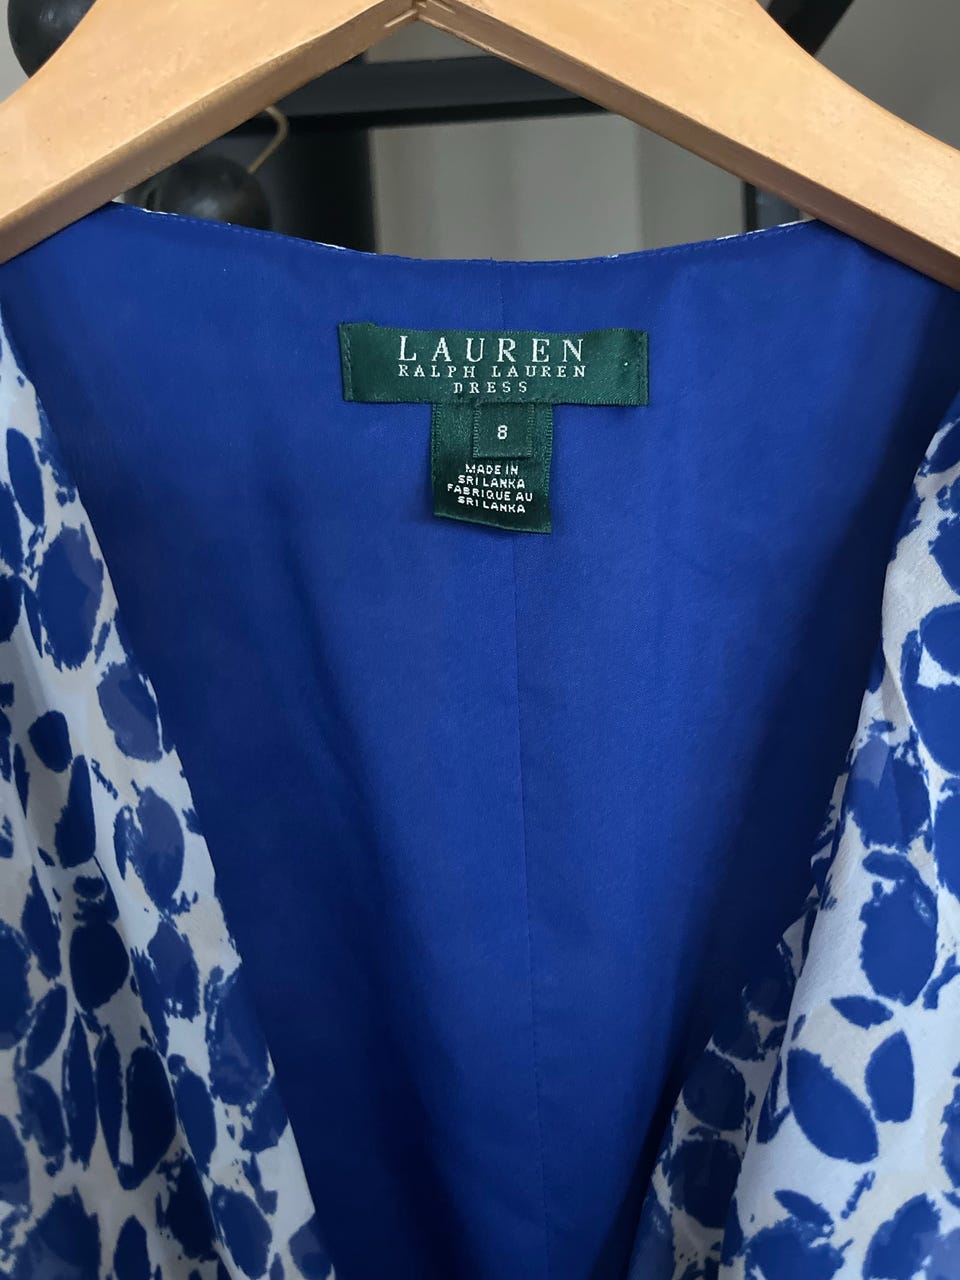 LAUREN
RALPH LAUREN
DRESS
8
MADE IN
SRI LANKA
FABRIQUE AU
SRI LANKA